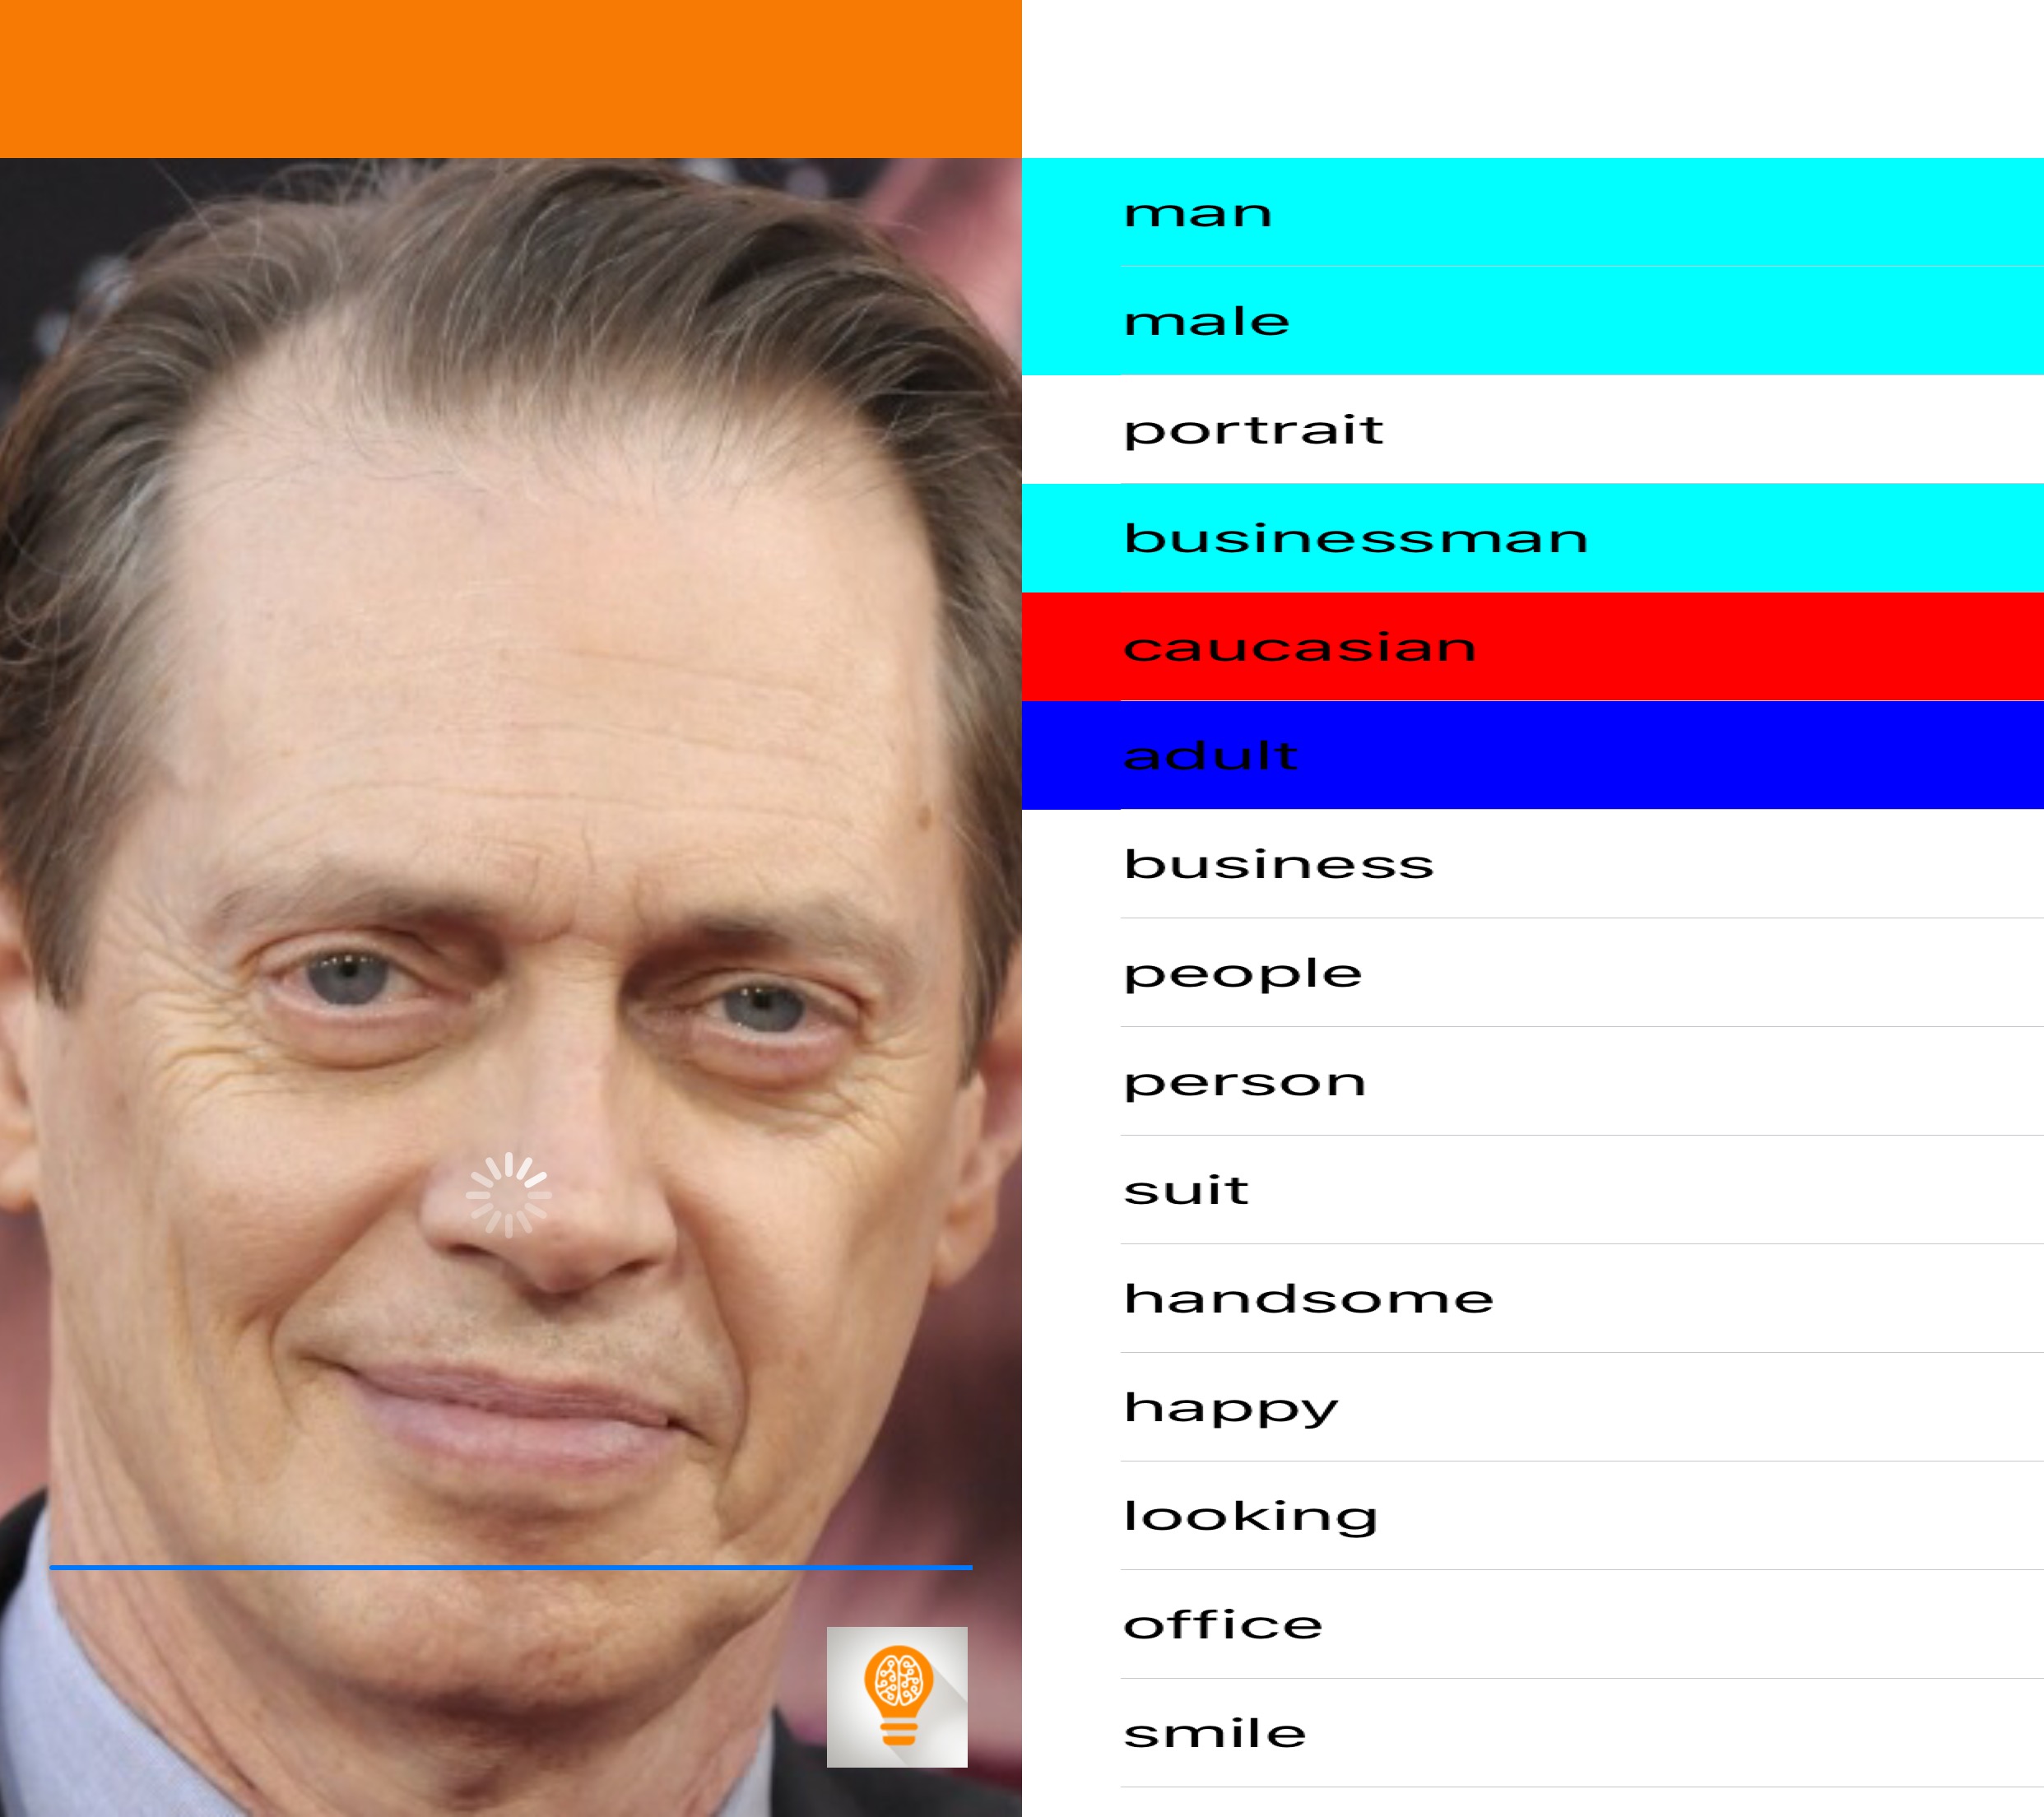 man
male
portrait
businessman
caucasian
adult
business
people
person
suit
handsome
happy
looking
office
smile